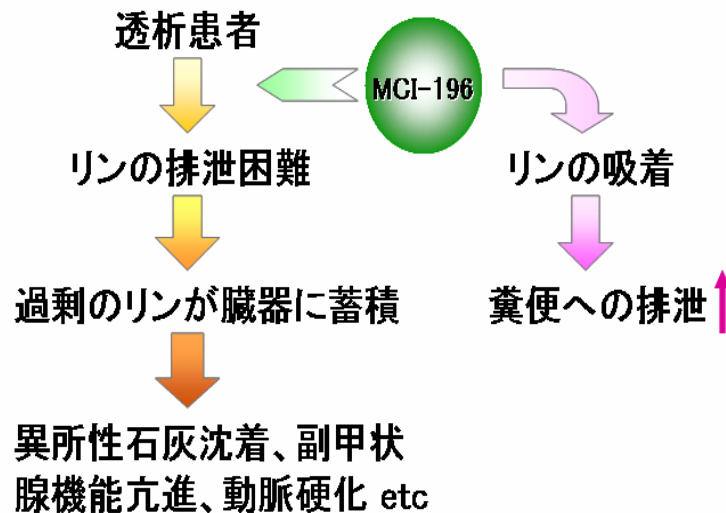 透析患者
MCI-196
リンの排泄困難
リンの吸着
過剰のリンが臓器に蓄積
糞便への排泄
異所性石灰沈着、副甲状
腺機能亢進、動脈硬化 etc